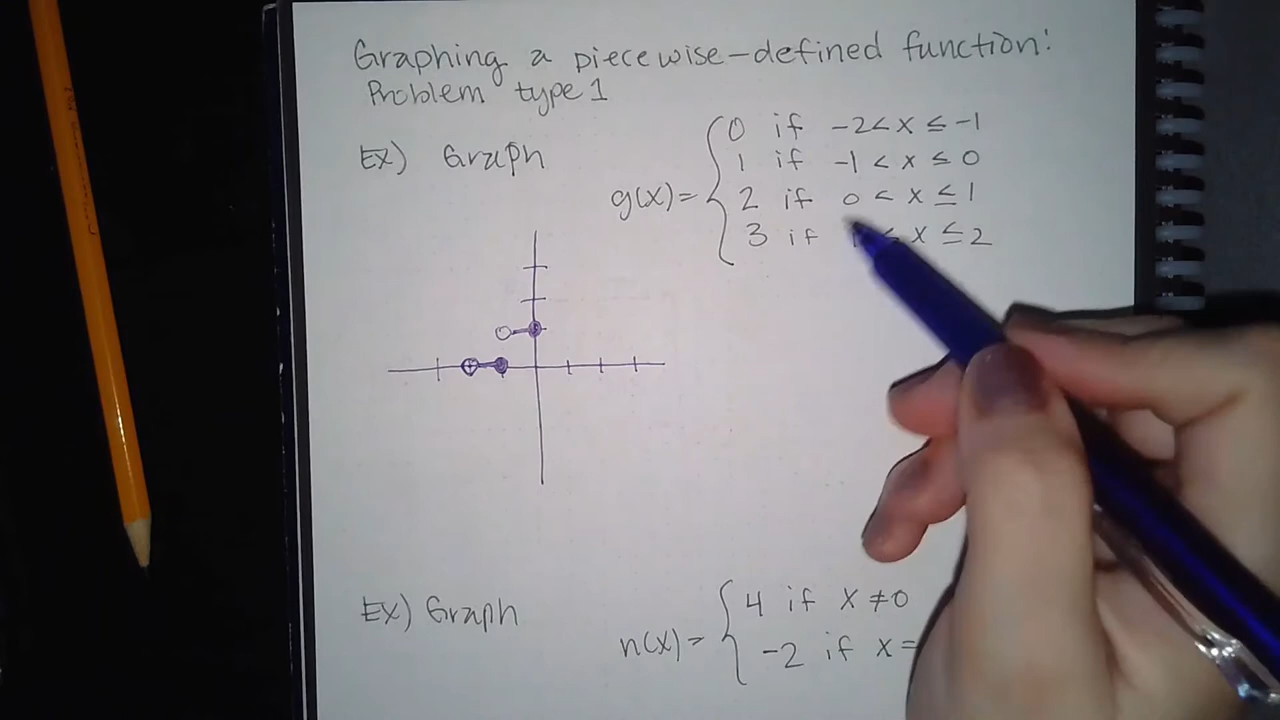 Graphing a piecewise-defined function:
Problem type 1
Ex) Graph
g(x)=
0 if -2< x ≤ -1
1 if -1 < x ≤ 0
2 if 0 < x ≤ 1
3 if < x ≤ 2
Ex) Graph
n(x)=
4 if x ≠ 0
-2 if x=